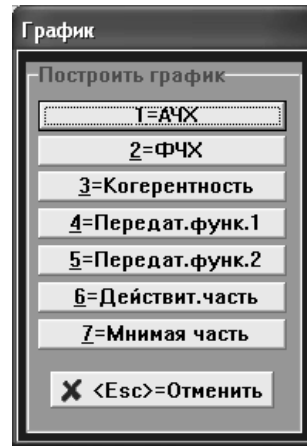 График
Построить график
1=АЧХ
2=ФЧХ
3=Когерентность
4=Передат.функ.1
5=Передат.функ.2
6=Действит.часть
7=Мнимая часть
<Esc>=Отменить